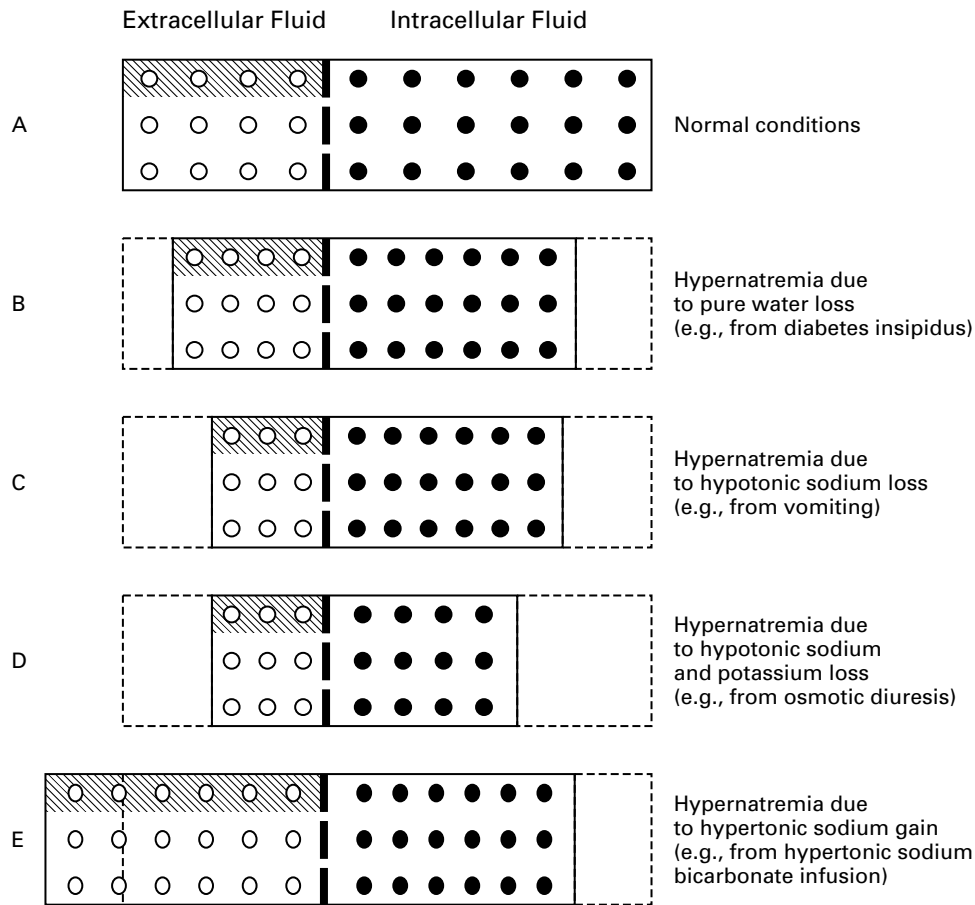 Extracellular Fluid Intracellular Fluid
A
Normal conditions
B
Hypernatremia due
to pure water loss
(e.g., from diabetes insipidus)
C
Hypernatremia due
to hypotonic sodium loss
(e.g., from vomiting)
D
Hypernatremia due
to hypotonic sodium
and potassium loss
(e.g., from osmotic diuresis)
E
Hypernatremia due
to hypertonic sodium gain
(e.g., from hypertonic sodium
bicarbonate infusion)